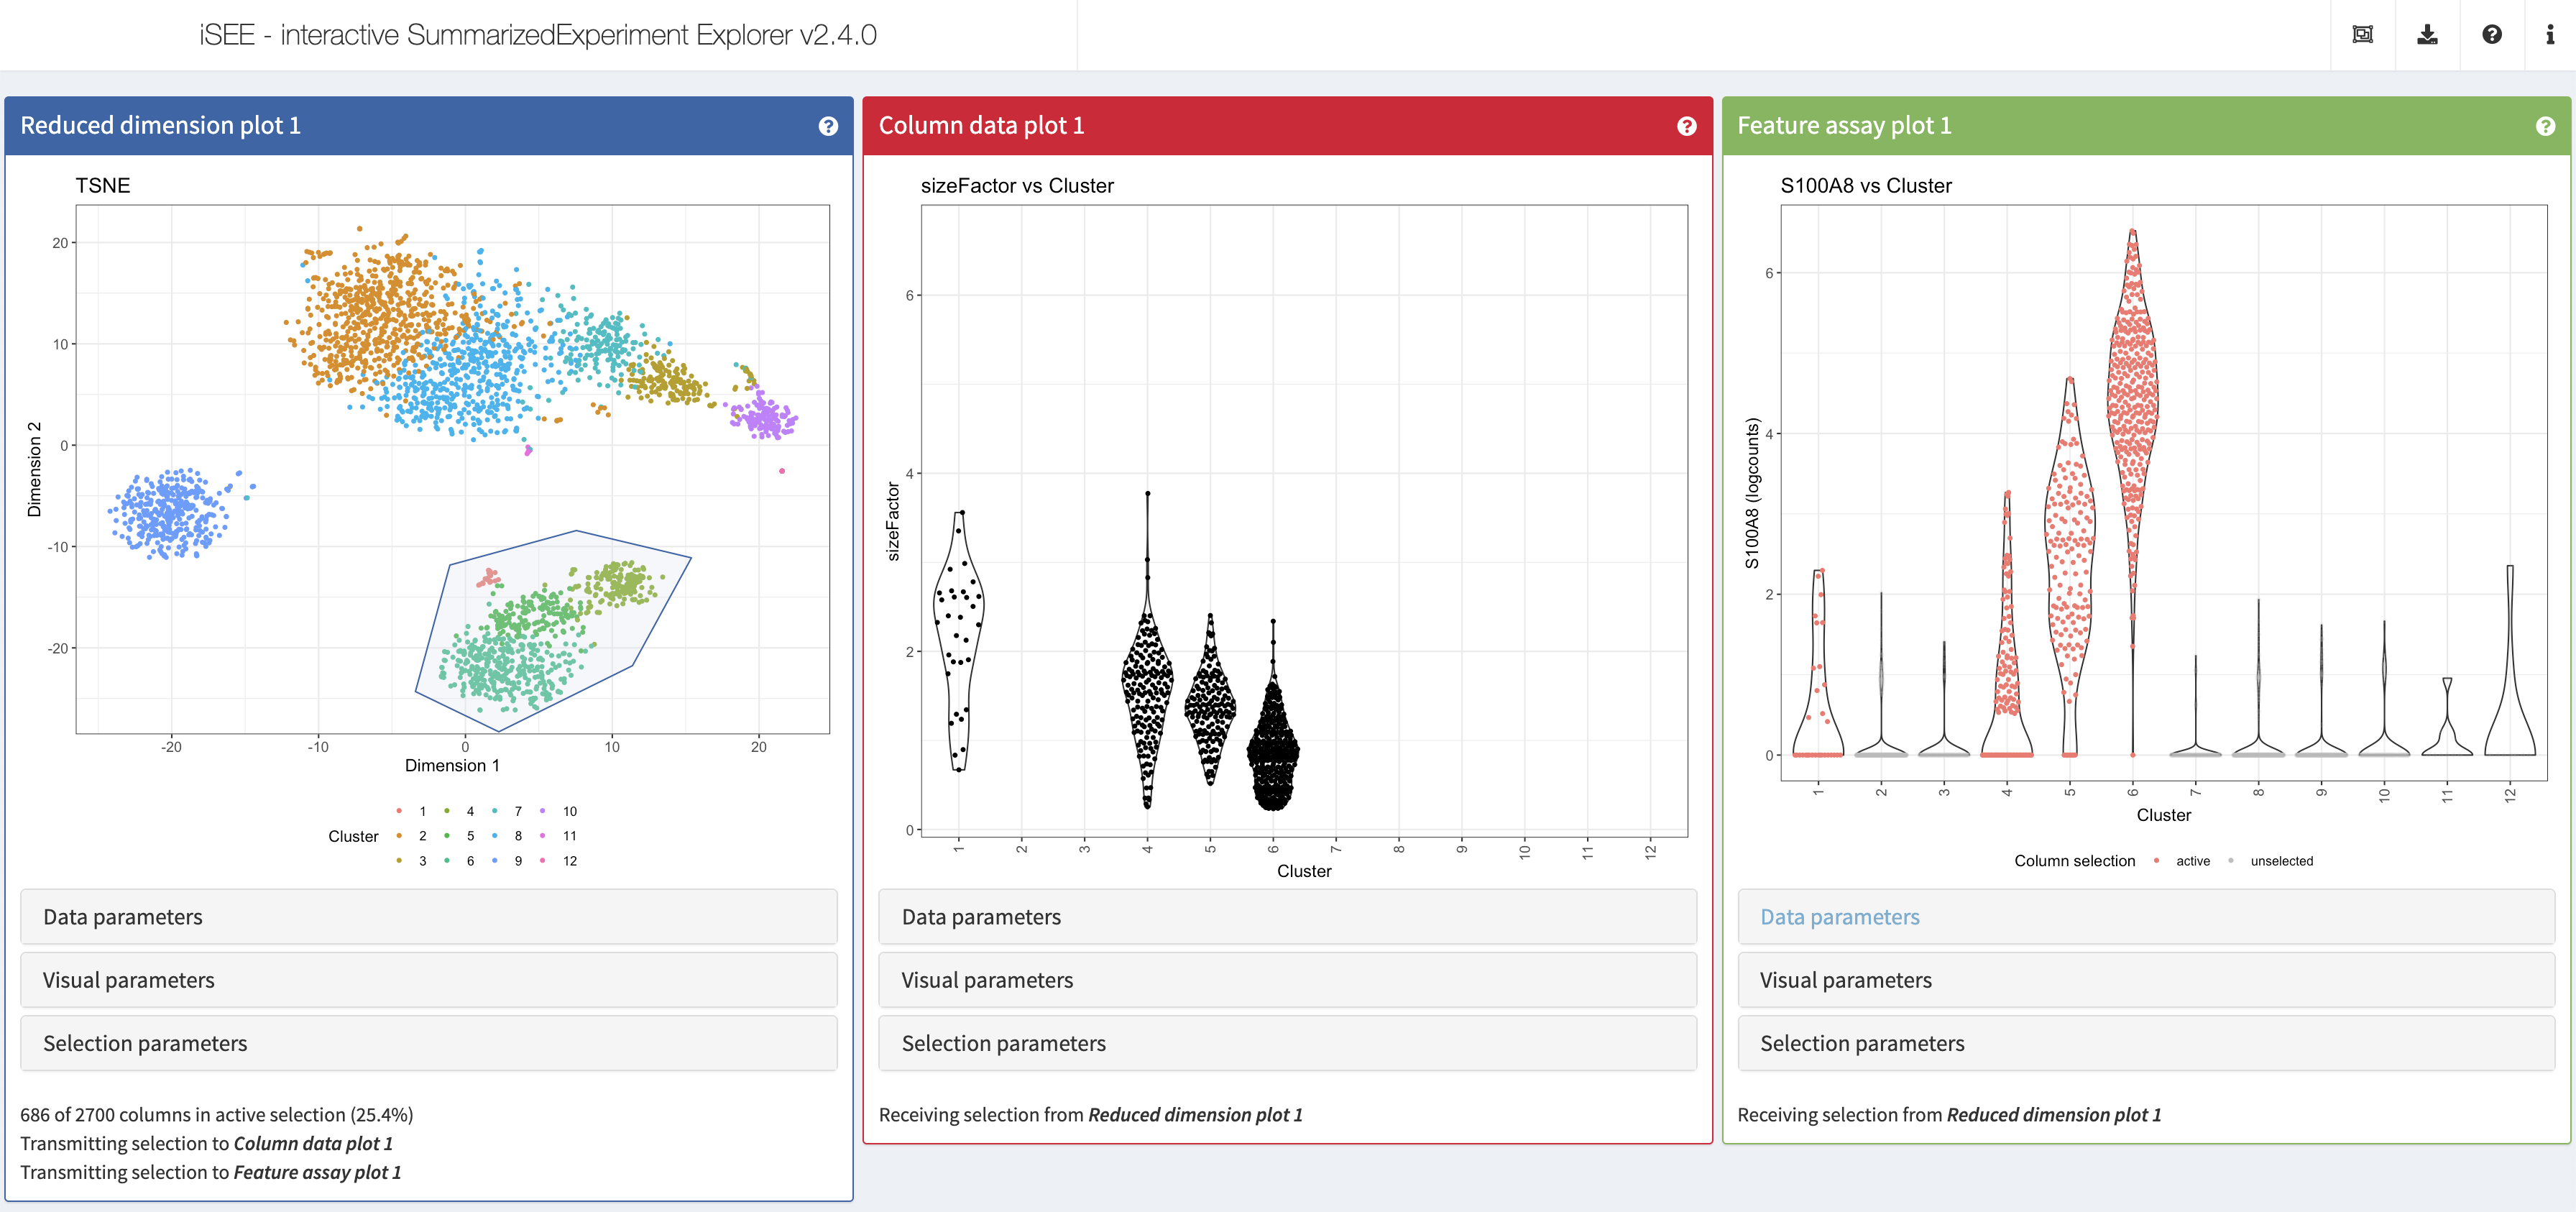 iSEE - interactive SummarizedExperiment Explorer v2.4.0
Reduced dimension plot 1
TSNE
Dimension 2
20
10
0
-10
-20
-20 -10 0 10 20
Dimension 1
Cluster
1 4 7 10
2 5 8 11
3 6 9 12
Data parameters
Visual parameters
Selection parameters
686 of 2700 columns in active selection (25.4%)
Transmitting selection to Column data plot 1
Transmitting selection to Feature assay plot 1
Column data plot 1
sizeFactor vs Cluster
sizeFactor
6
4
2
0
1 2 3 4 5 6 7 8 9 10 11 12
Cluster
Data parameters
Visual parameters
Selection parameters
Receiving selection from Reduced dimension plot 1
Feature assay plot 1
S100A8 vs Cluster
S100A8 (logcounts)
6
4
2
0
1 2 3 4 5 6 7 8 9 10 11 12
Cluster
Column selection active unselected
Data parameters
Visual parameters
Selection parameters
Receiving selection from Reduced dimension plot 1